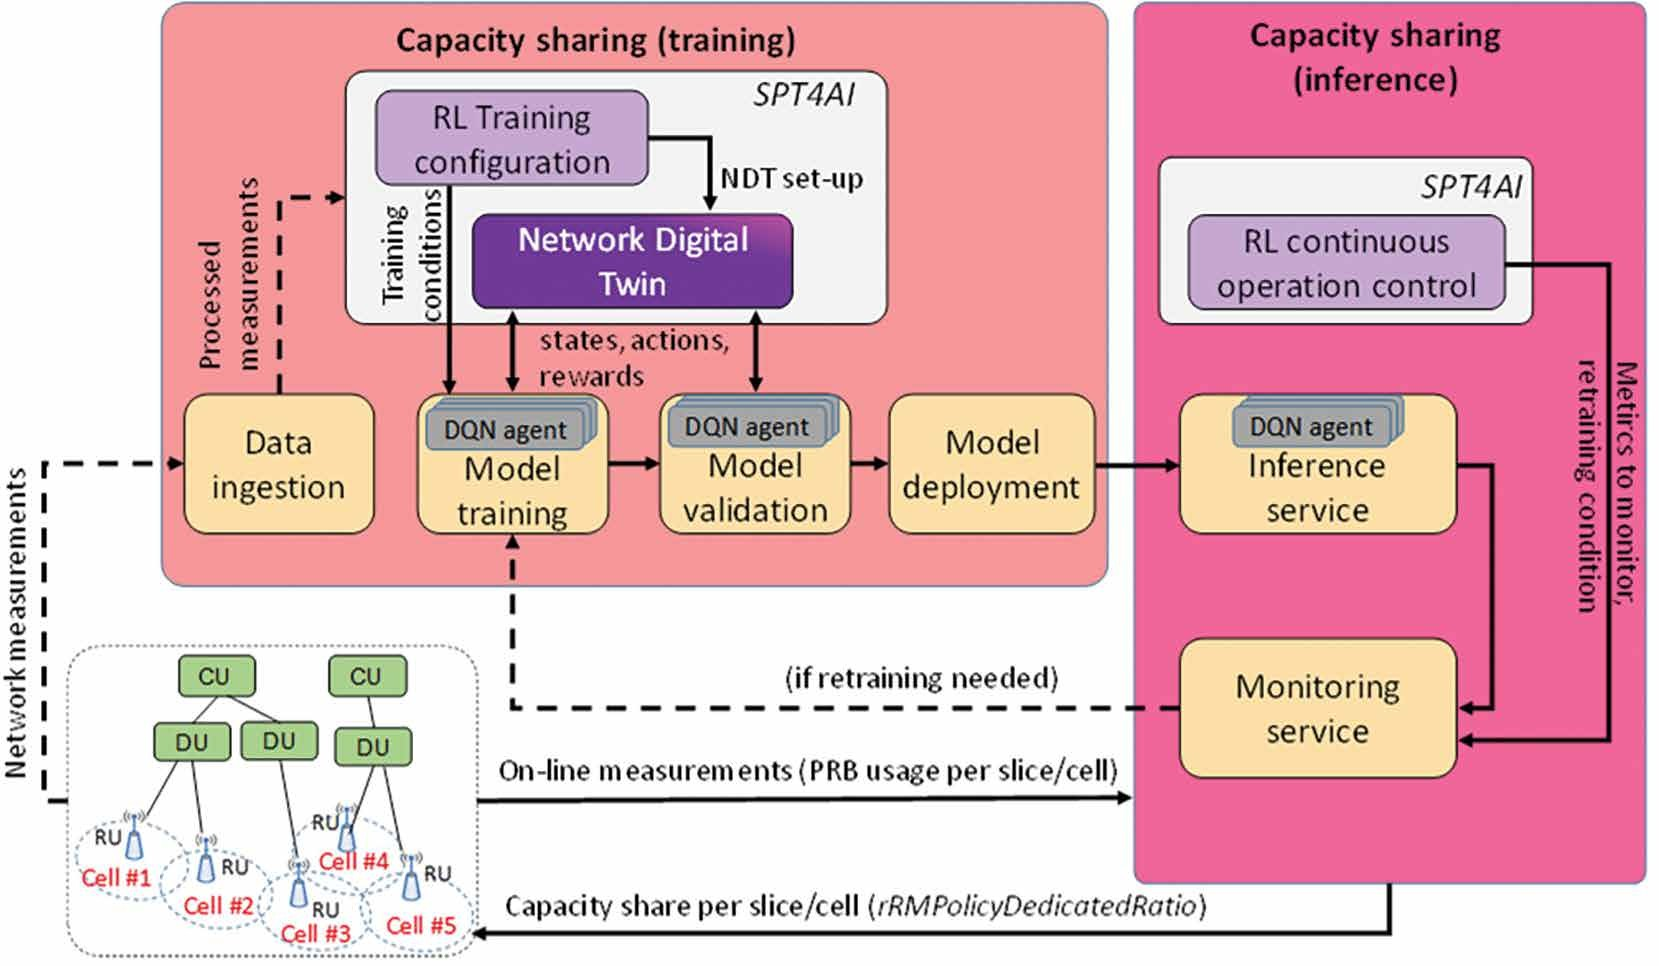 Capacity sharing (training)
SPT4AI
RL Training
configuration
NDT set-up
Training
conditions
Network Digital
Twin
Processed
measurements
states, actions,
rewards
Data
ingestion
DQN agent
Model
training
DQN agent
Model
validation
Model
deployment
Capacity sharing
(inference)
SPT4AI
RL continuous
operation control
Metircs to monitor,
retraining condition
DQN agent
Inference
service
Monitoring
service
(if retraining needed)
Network measurements
CU
CU
DU
DU
DU
RU
Cell #1
RU
Cell #2
RU
Cell #3
RU
Cell #4
RU
Cell #5
On-line measurements (PRB usage per slice/cell)
Capacity share per slice/cell (rRMPolicyDedicatedRatio)